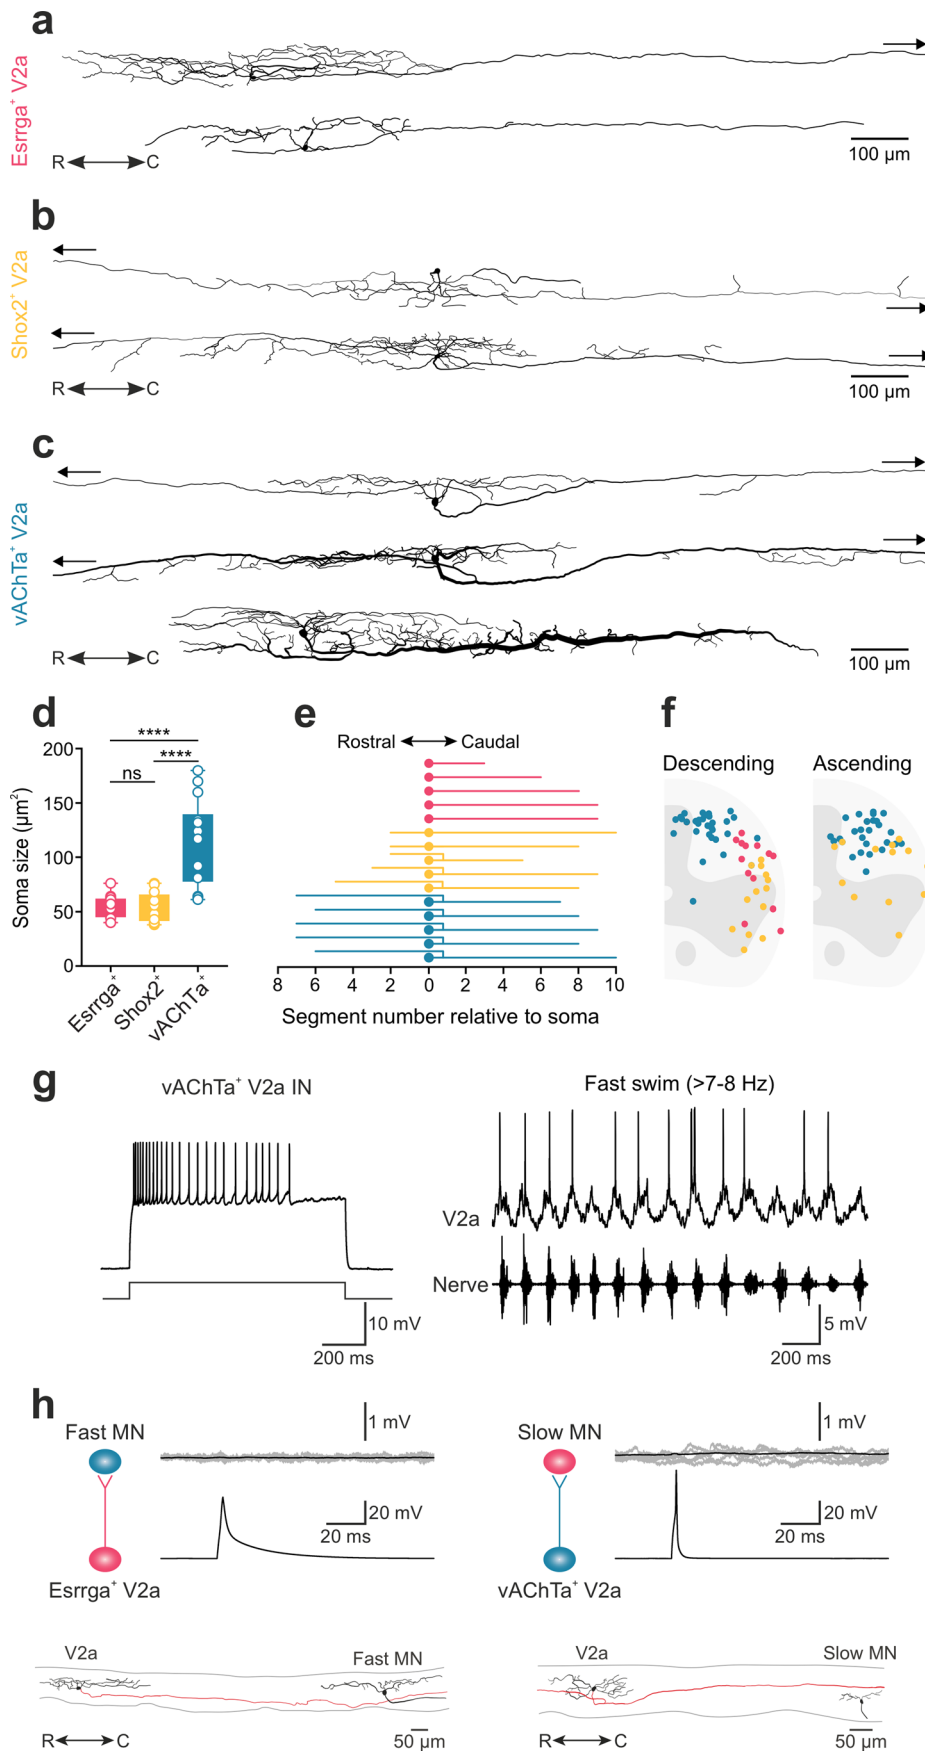 a
Esrrga⁺ V2a
R C
100 µm
b
Shox2⁺ V2a
R C
100 µm
c
vAChTa⁺ V2a
R C
100 µm
d
Soma size (µm²)
200
150
100
50
0
****
****
ns
Esrrga⁺
Shox2⁺
vAChTa⁺
e
Rostral Caudal
8 6 4 2 0 2 4 6 8 10
Segment number relative to soma
f
Descending
Ascending
g
vAChTa⁺ V2a IN
10 mV
200 ms
Fast swim (>7-8 Hz)
V2a
Nerve
5 mV
200 ms
h
Fast MN
1 mV
20 mV
20 ms
Esrrga⁺ V2a
Slow MN
1 mV
20 mV
20 ms
vAChTa⁺ V2a
V2a
Fast MN
R C
50 µm
V2a
Slow MN
R C
50 µm